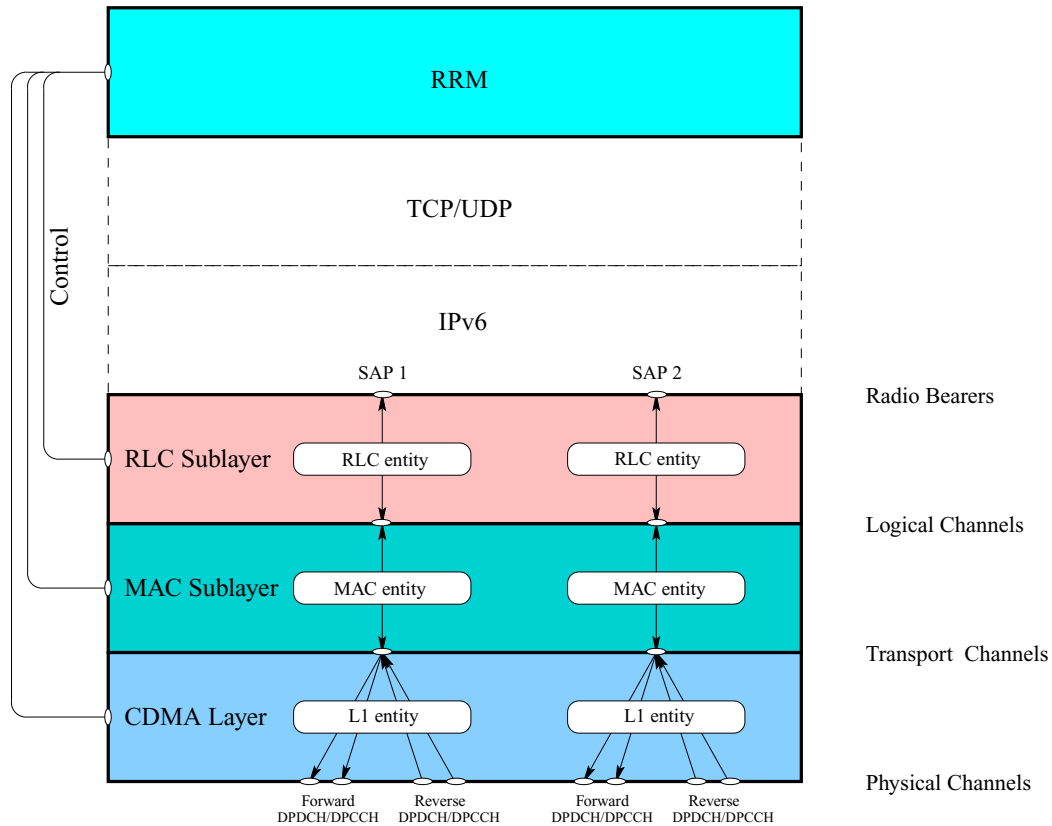 RRM
TCP/UDP
Control
IPv6
SAP 1
SAP 2
Radio Bearers
RLC Sublayer
RLC entity
RLC entity
Logical Channels
MAC Sublayer
MAC entity
MAC entity
Transport Channels
CDMA Layer
L1 entity
L1 entity
Physical Channels
Forward
DPDCH/DPCCH
Reverse
DPDCH/DPCCH
Forward
DPDCH/DPCCH
Reverse
DPDCH/DPCCH